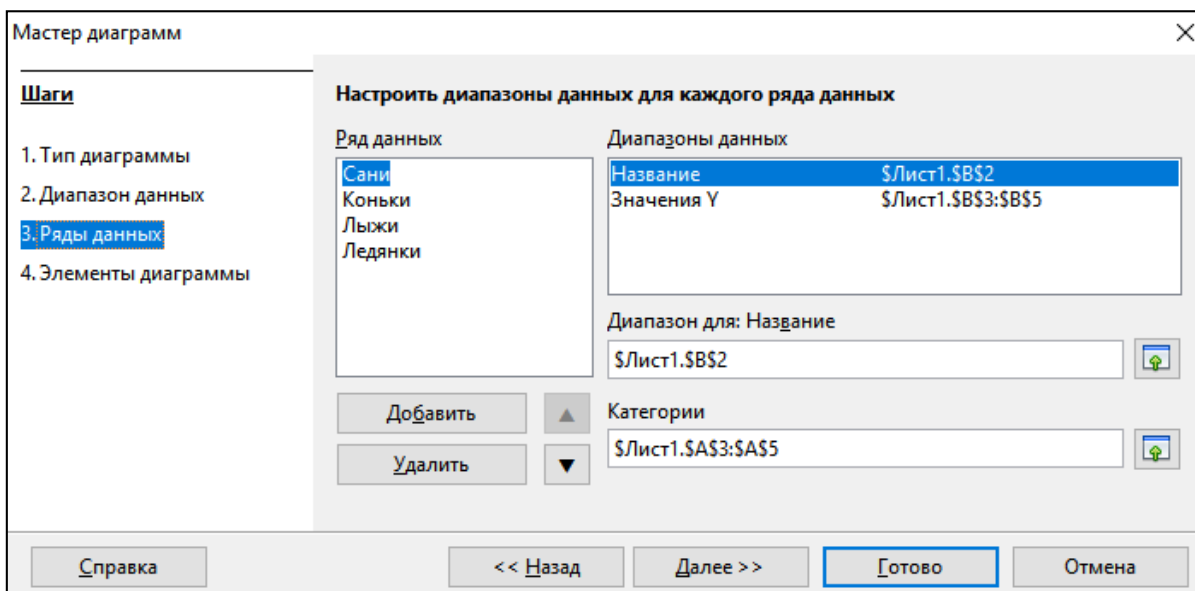 Мастер диаграмм
Шаги
1. Тип диаграммы
2. Диапазон данных
3. Ряды данных
4. Элементы диаграммы
Настроить диапазоны данных для каждого ряда данных
Ряд данных
Сани
Коньки
Лыжи
Ледянки
Добавить
Удалить
Диапазоны данных
Название $Лист1.$B$2
Значения Y $Лист1.$B$3:$B$5
Диапазон для: Название
$Лист1.$B$2
Категории
$Лист1.$A$3:$A$5
Справка
<< Назад
Далее >>
Готово
Отмена